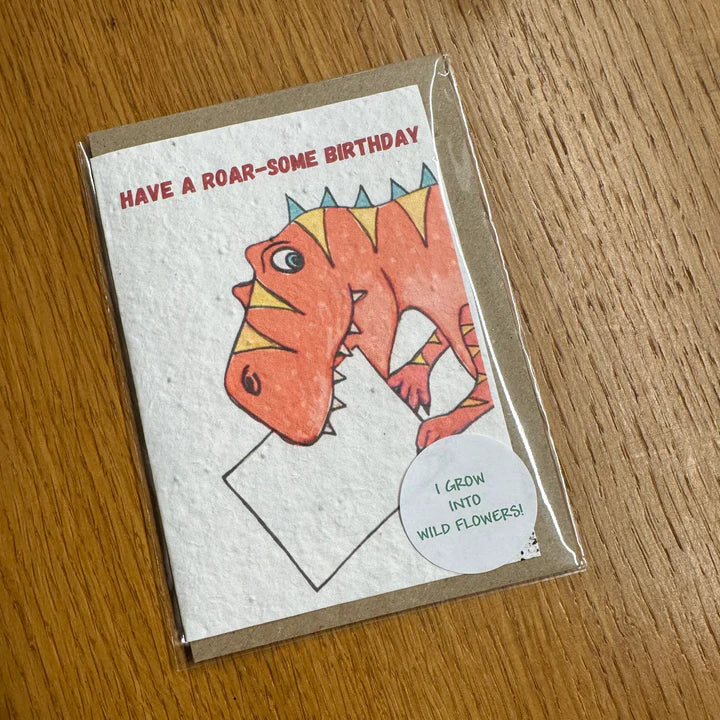 HAVE A ROAR-SOME BIRTHDAY
I GROW
INTO
WILD FLOWERS!